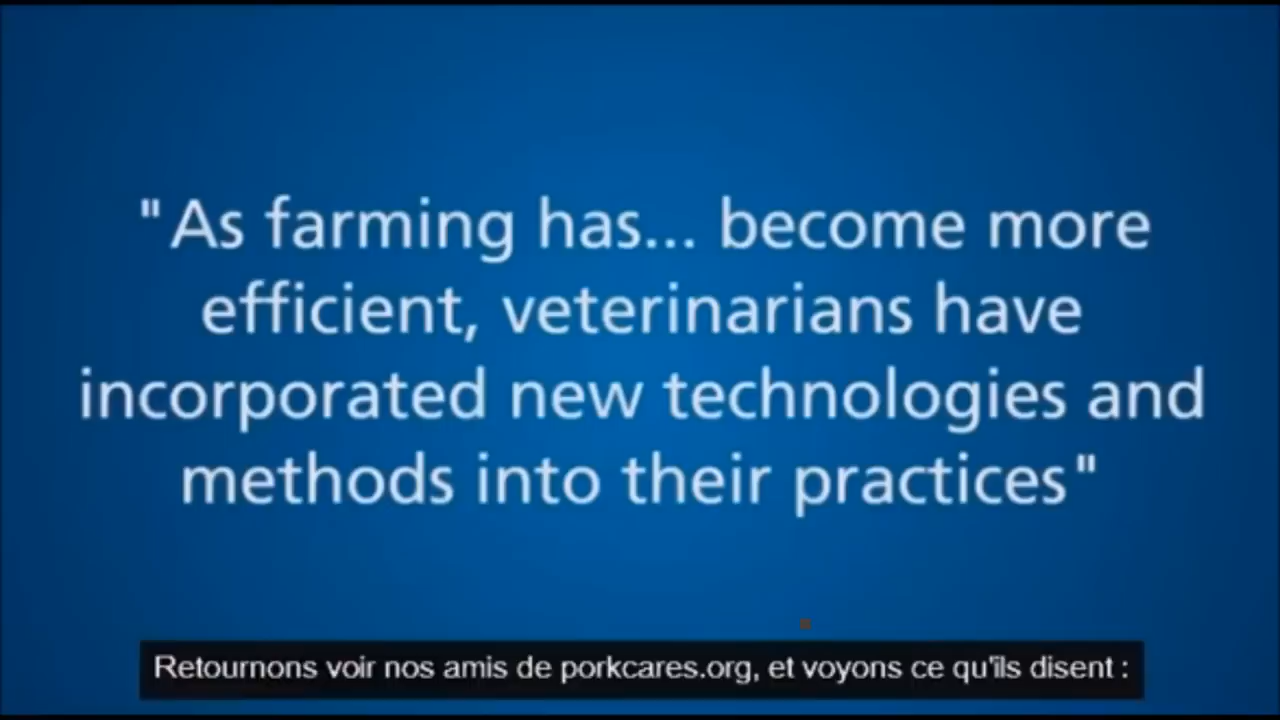 "As farming has... become more
efficient, veterinarians have
incorporated new technologies and
methods into their practices"
Retournons voir nos amis de porkcares.org, et voyons ce qu'ils disent :